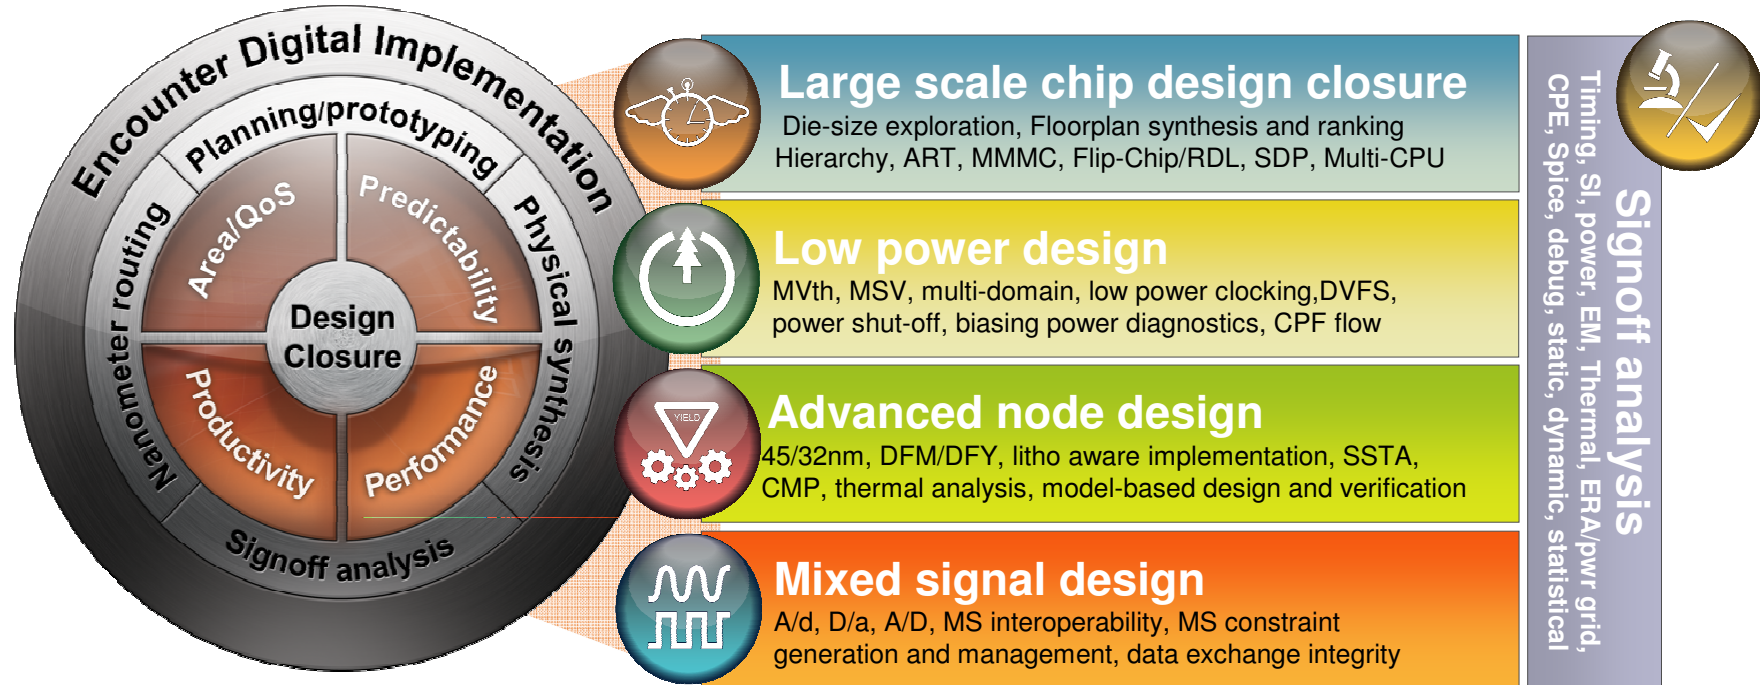 Encounter Digital Implementation
Planning/prototyping
Physical synthesis
Nanometer routing
Signoff analysis
Area/QoS
Predictability
Productivity
Performance
Design
Closure
Large scale chip design closure
Die-size exploration, Floorplan synthesis and ranking
Hierarchy, ART, MMMC, Flip-Chip/RDL, SDP, Multi-CPU
Low power design
MVth, MSV, multi-domain, low power clocking,DVFS,
power shut-off, biasing power diagnostics, CPF flow
YIELD
Advanced node design
45/32nm, DFM/DFY, litho aware implementation, SSTA,
CMP, thermal analysis, model-based design and verification
Mixed signal design
A/d, D/a, A/D, MS interoperability, MS constraint
generation and management, data exchange integrity
Signoff analysis
Timing, SI, power, EM, Thermal, ERA/pwr grid,
CPE, Spice, debug, static, dynamic, statistical